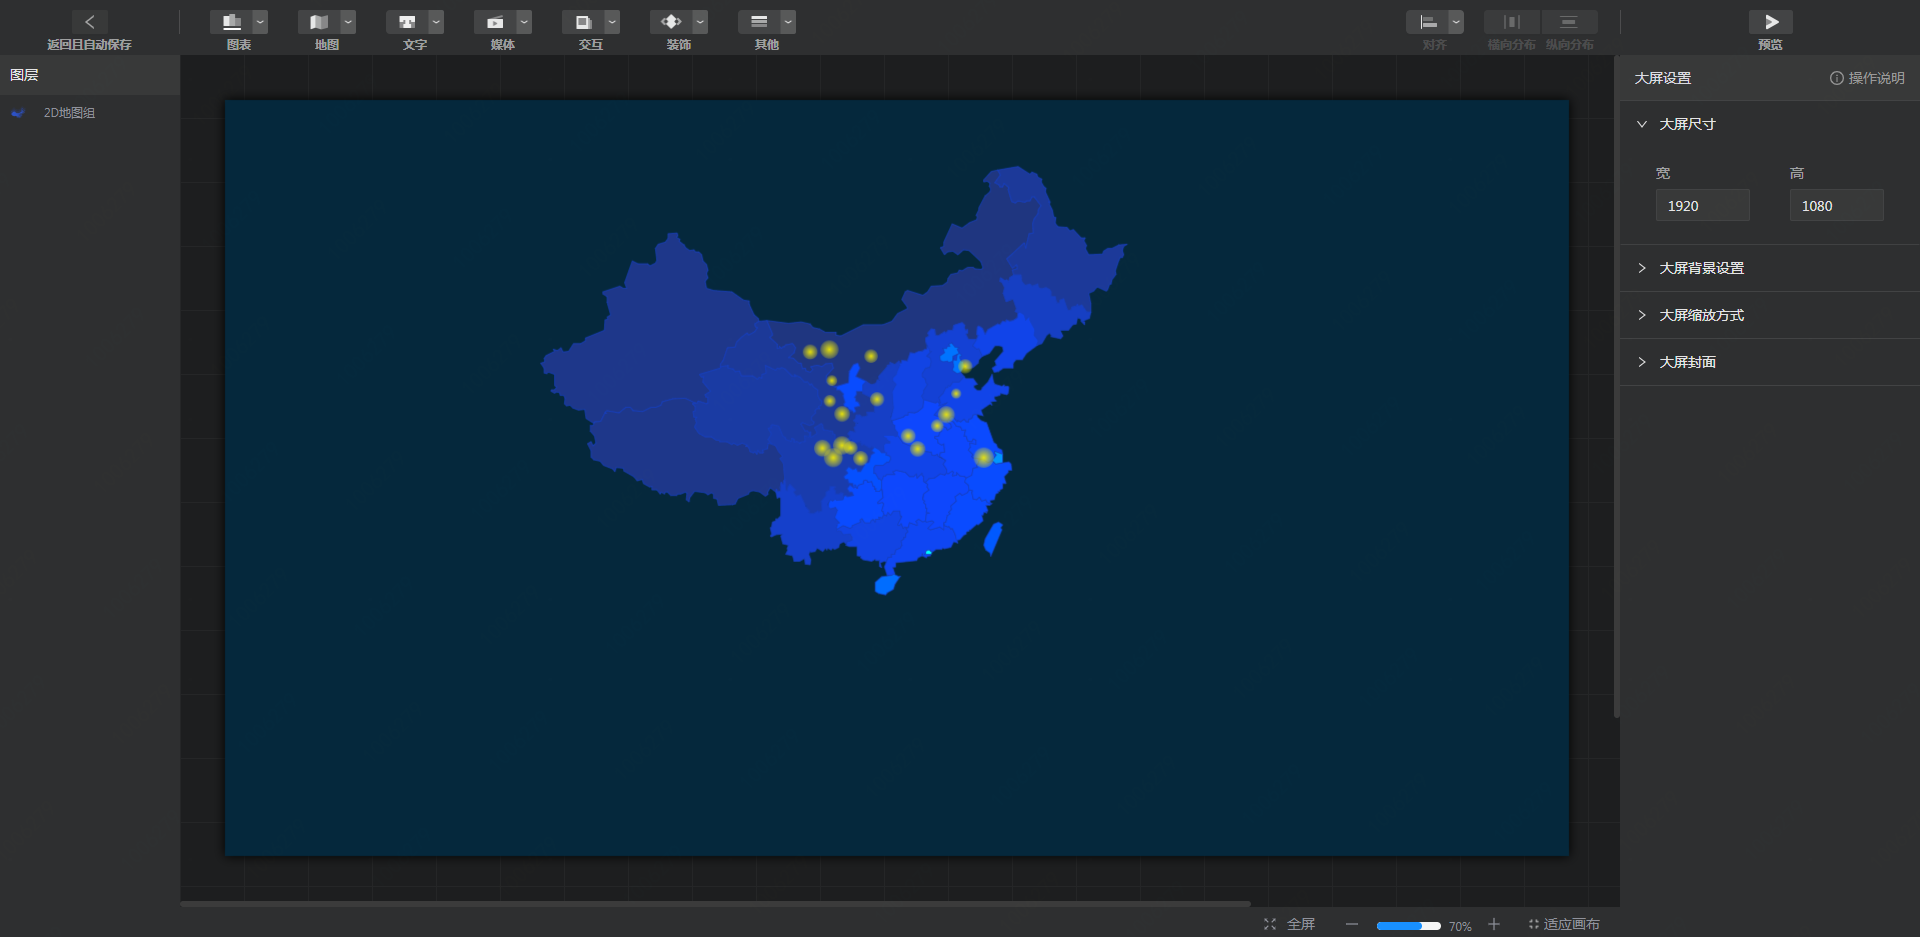 返回且自动保存
图表
地图
文字
媒体
交互
装饰
其他
对齐
横向分布
纵向分布
预览
图层
2D地图组
大屏设置
操作说明
大屏尺寸
宽
高
1920
1080
大屏背景设置
大屏缩放方式
大屏封面
全屏
70%
适应画布